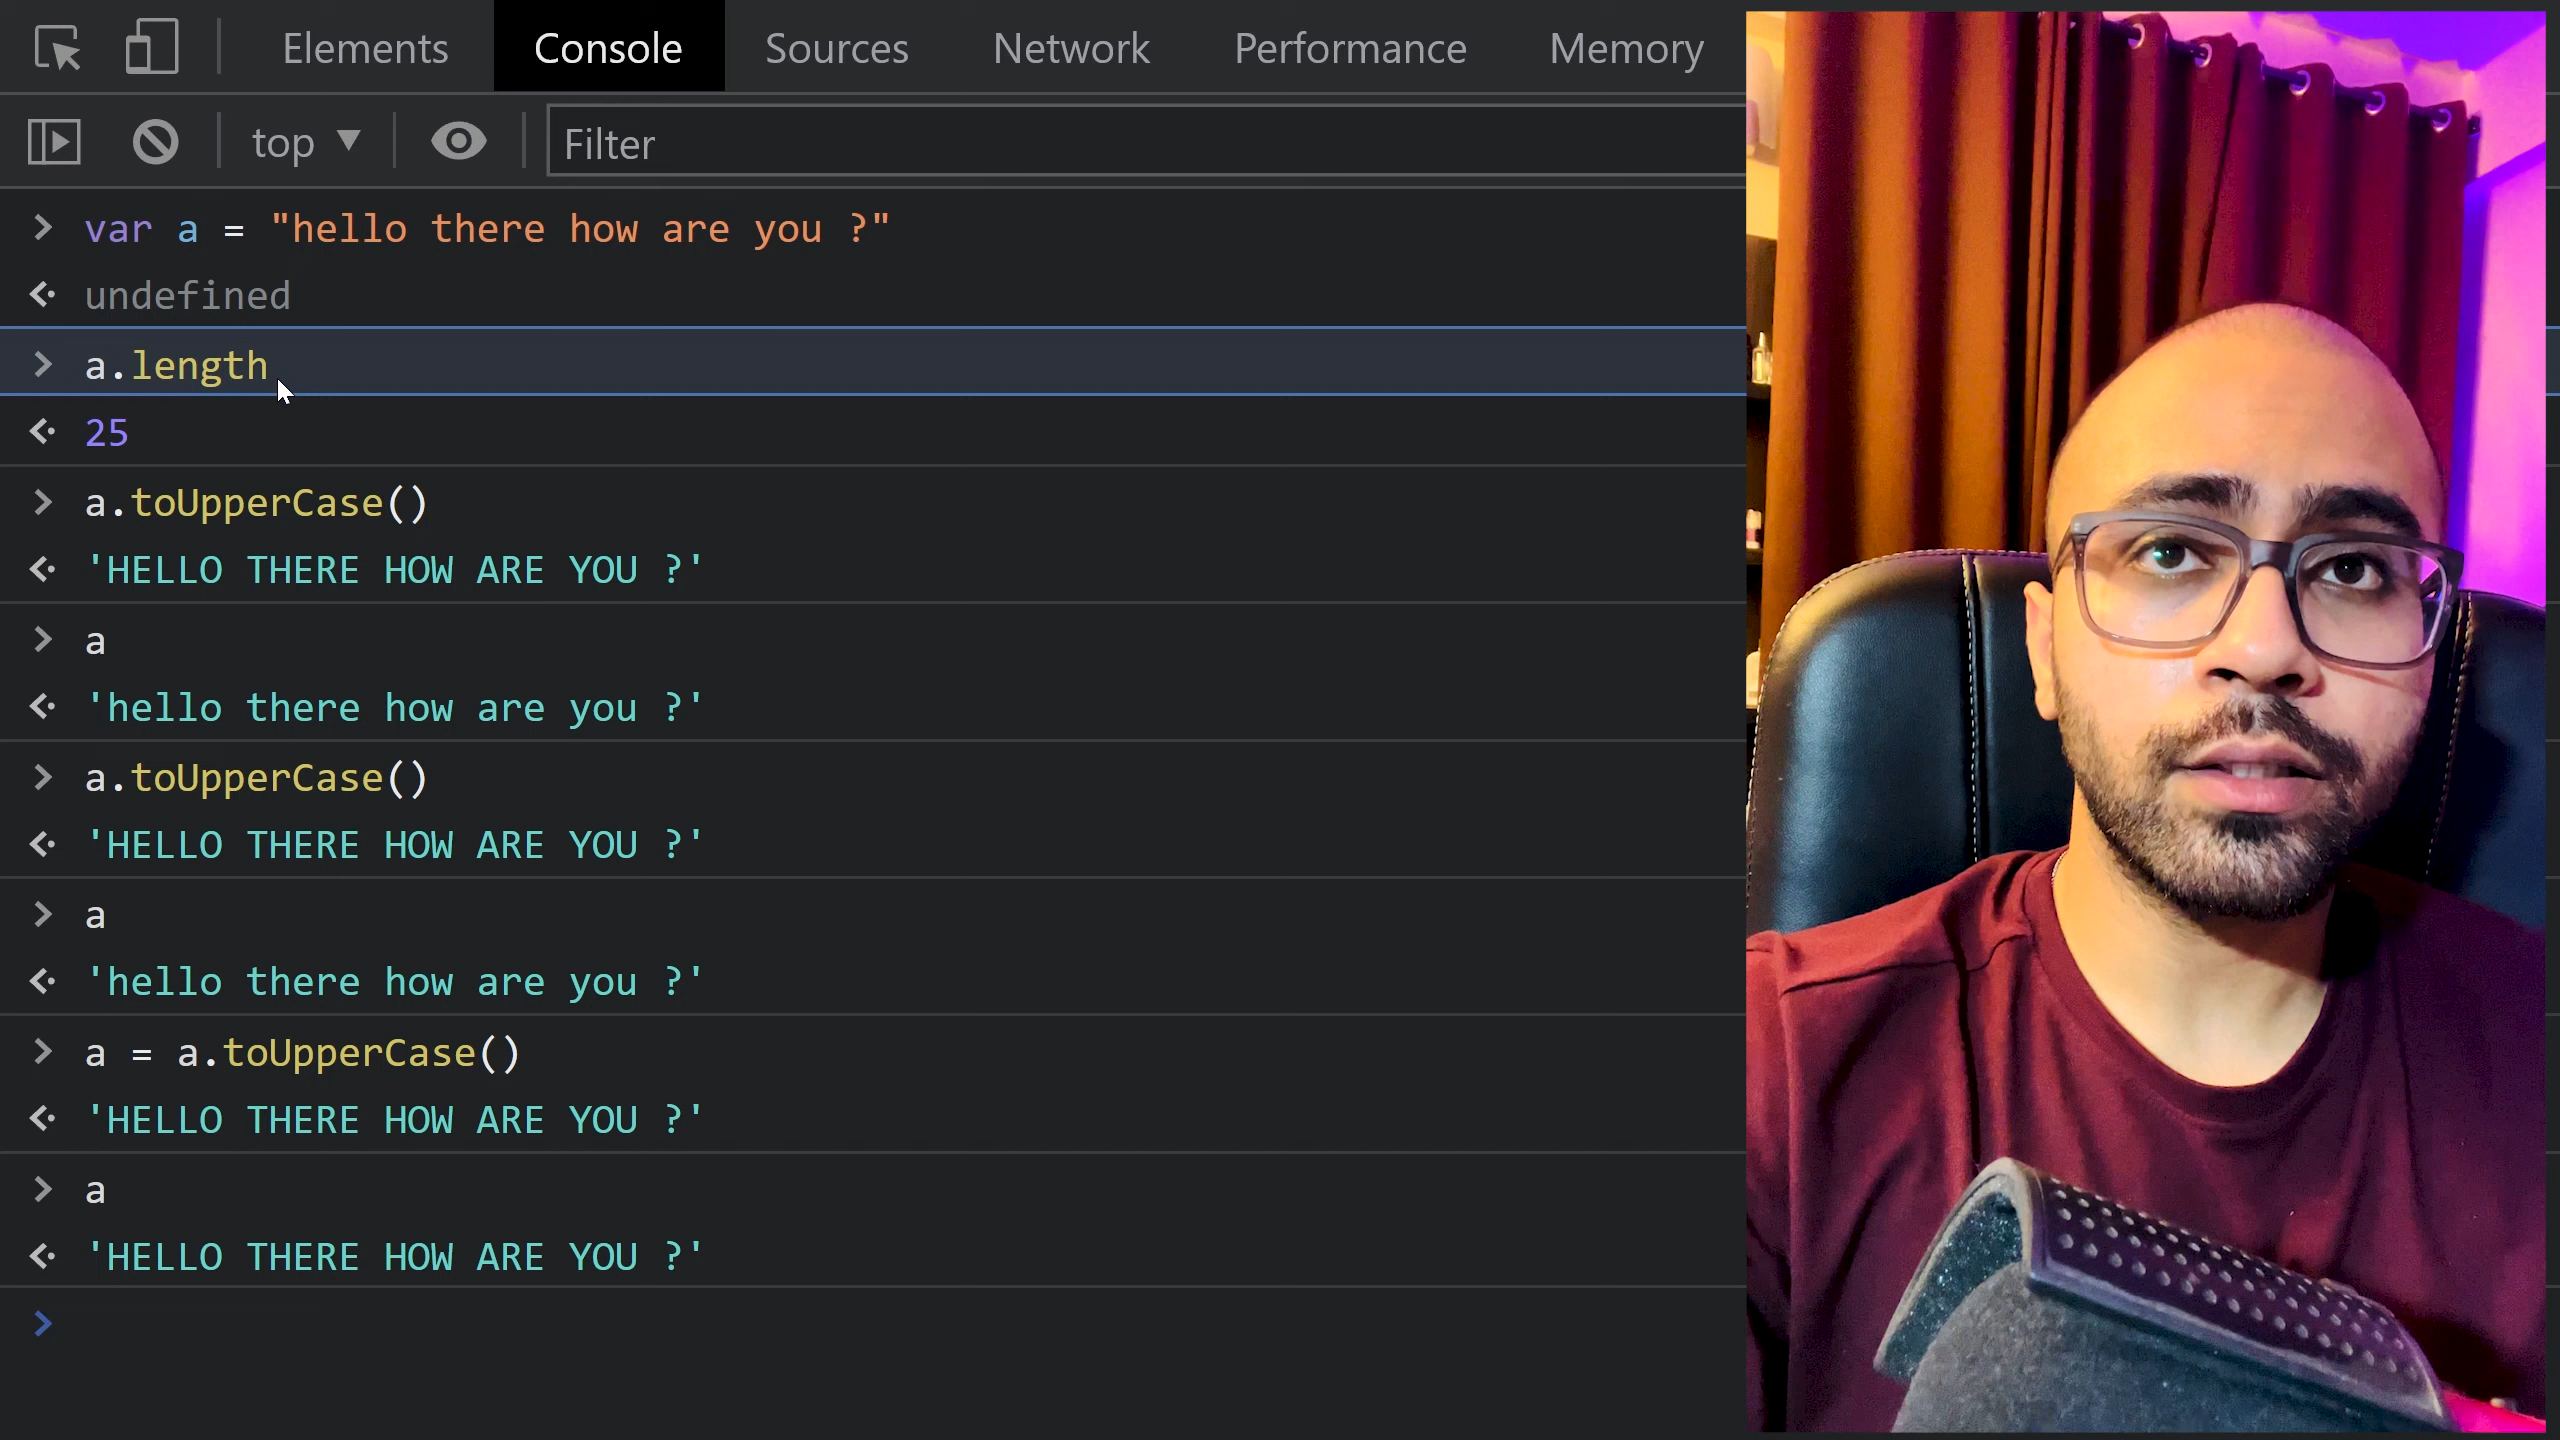 Elements Console Sources Network Performance Memory
top Filter
var a = "hello there how are you ?"
undefined
a.length
25
a.toUpperCase()
'HELLO THERE HOW ARE YOU ?'
a
'hello there how are you ?'
a.toUpperCase()
'HELLO THERE HOW ARE YOU ?'
a
'hello there how are you ?'
a = a.toUpperCase()
'HELLO THERE HOW ARE YOU ?'
a
'HELLO THERE HOW ARE YOU ?'